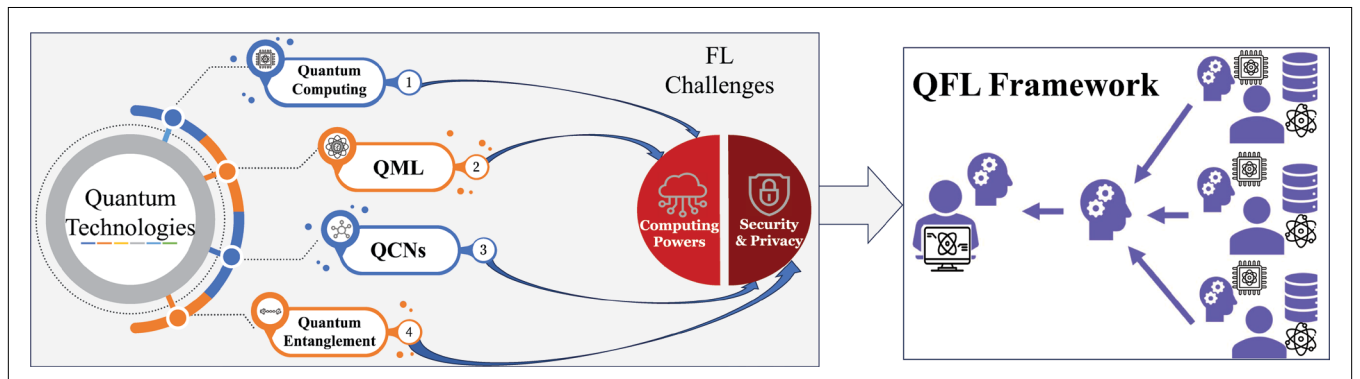 Quantum
Technologies
Quantum
Computing
1
QML
2
QCNs
3
Quantum
Entanglement
4
FL
Challenges
Computing
Powers
Security
& Privacy
QFL Framework